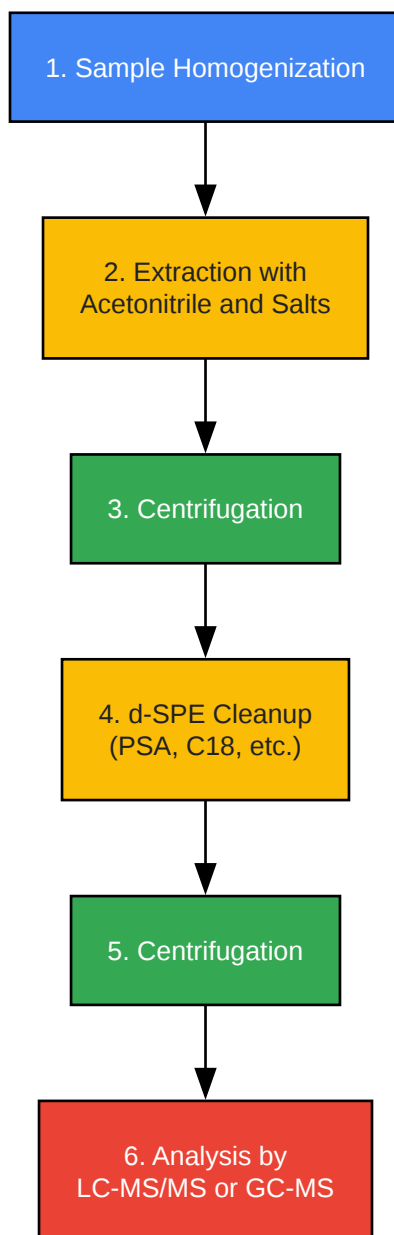 1. Sample Homogenization
2. Extraction with
Acetonitrile and Salts
3. Centrifugation
4. d-SPE Cleanup
(PSA, C18, etc.)
5. Centrifugation
6. Analysis by
LC-MS/MS or GC-MS